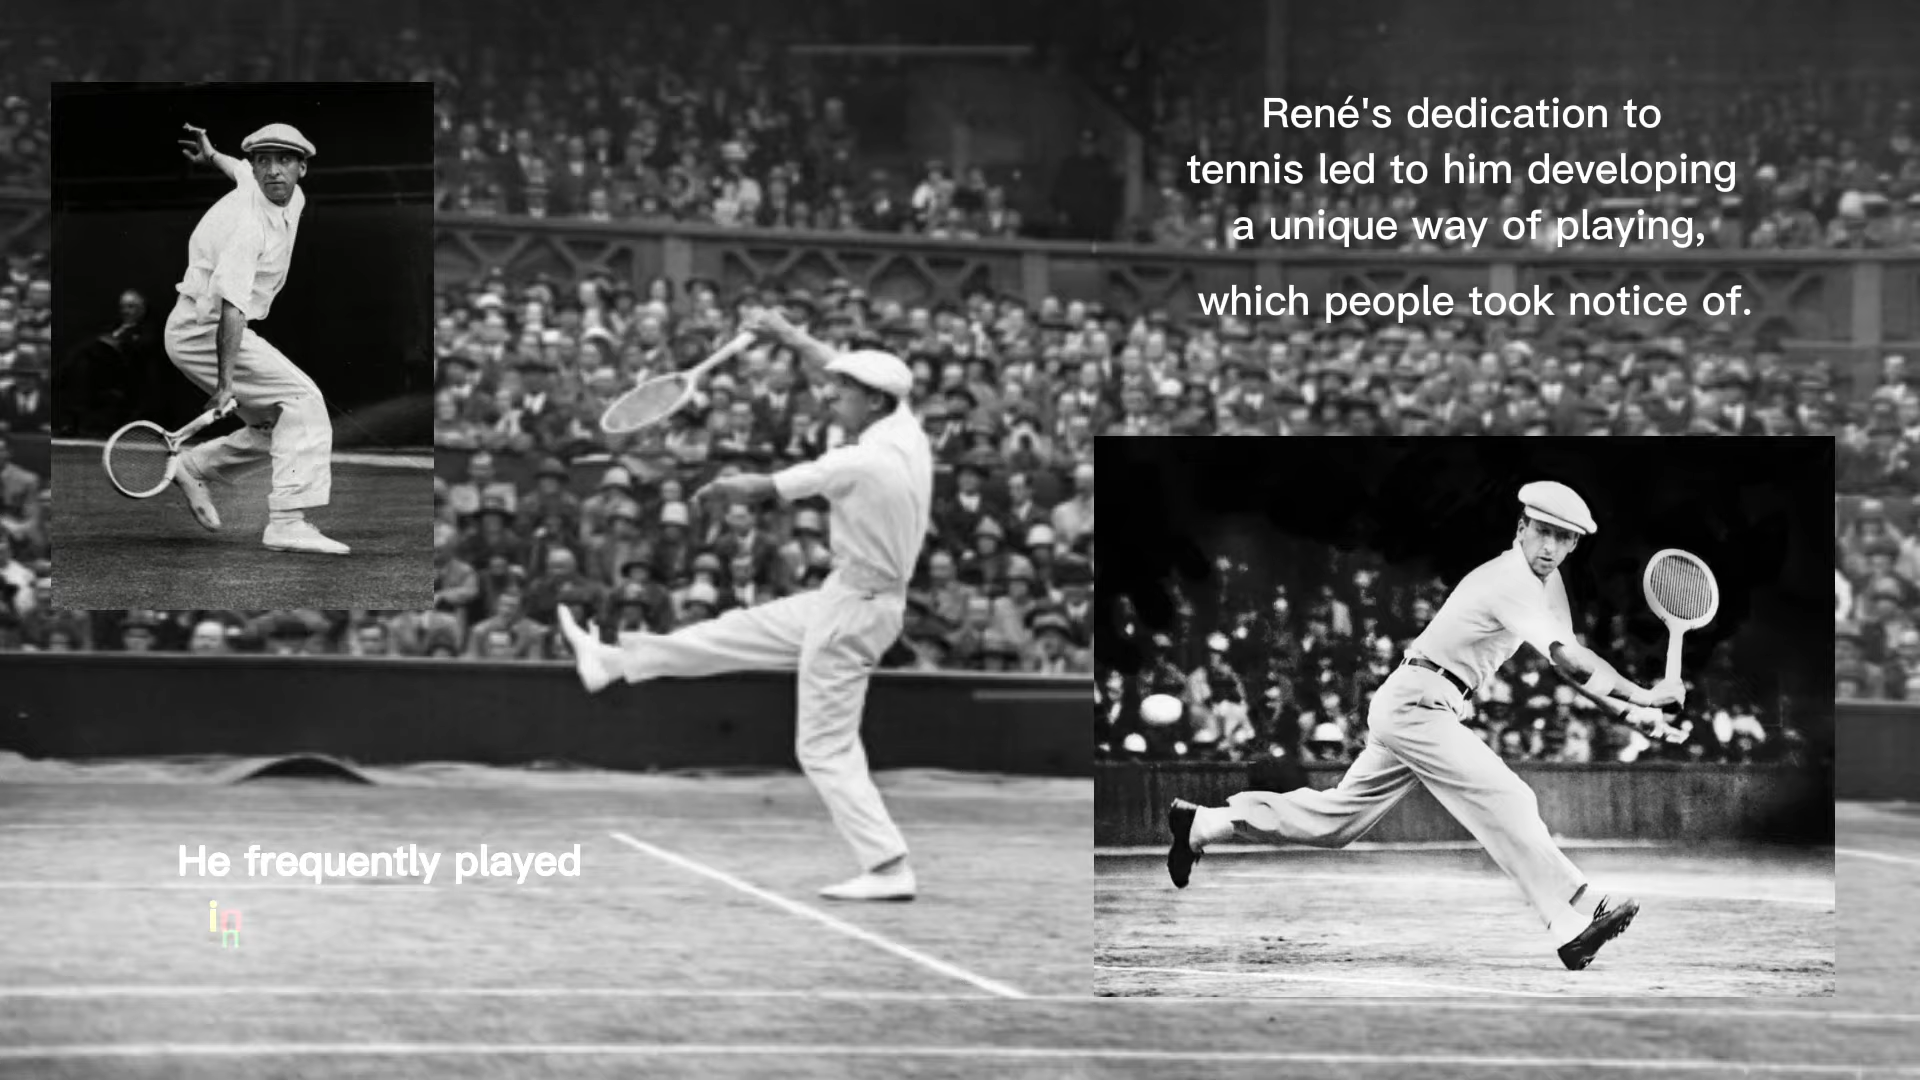 René's dedication to
tennis led to him developing
a unique way of playing,
which people took notice of.
He frequently played
in